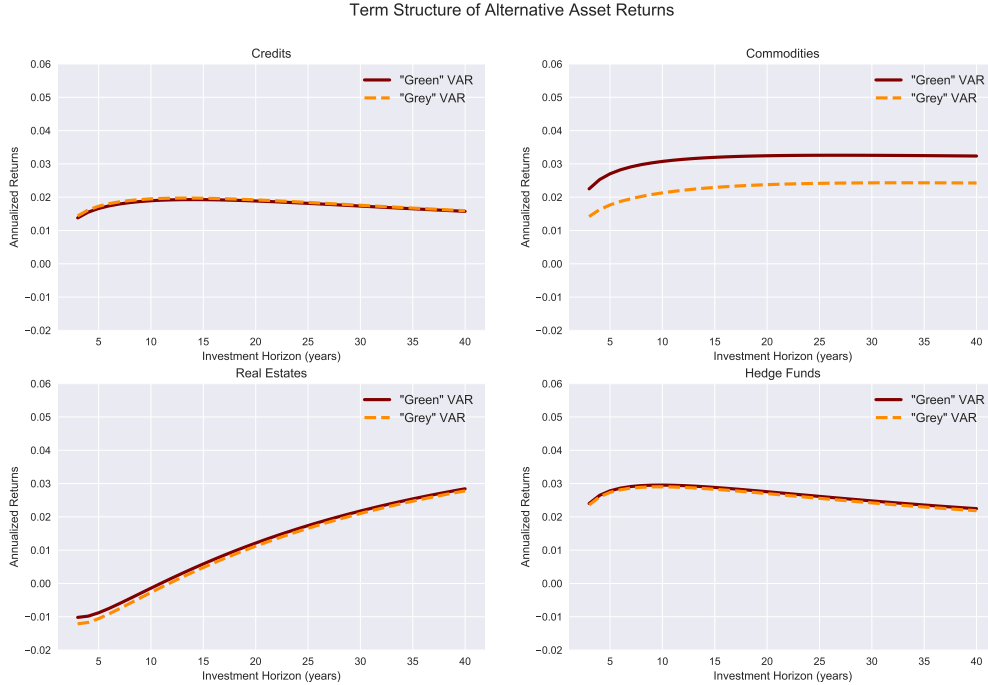 Term Structure of Alternative Asset Returns
Credits
0.06
0.05
0.04
0.03
0.02
0.01
0.00
−0.01
−0.02
Annualized Returns
"Green" VAR
"Grey" VAR
5 10 15 20 25 30 35 40
Investment Horizon (years)
Commodities
0.06
0.05
0.04
0.03
0.02
0.01
0.00
−0.01
−0.02
Annualized Returns
"Green" VAR
"Grey" VAR
5 10 15 20 25 30 35 40
Investment Horizon (years)
Real Estates
0.06
0.05
0.04
0.03
0.02
0.01
0.00
−0.01
−0.02
Annualized Returns
"Green" VAR
"Grey" VAR
5 10 15 20 25 30 35 40
Investment Horizon (years)
Hedge Funds
0.06
0.05
0.04
0.03
0.02
0.01
0.00
−0.01
−0.02
Annualized Returns
"Green" VAR
"Grey" VAR
5 10 15 20 25 30 35 40
Investment Horizon (years)